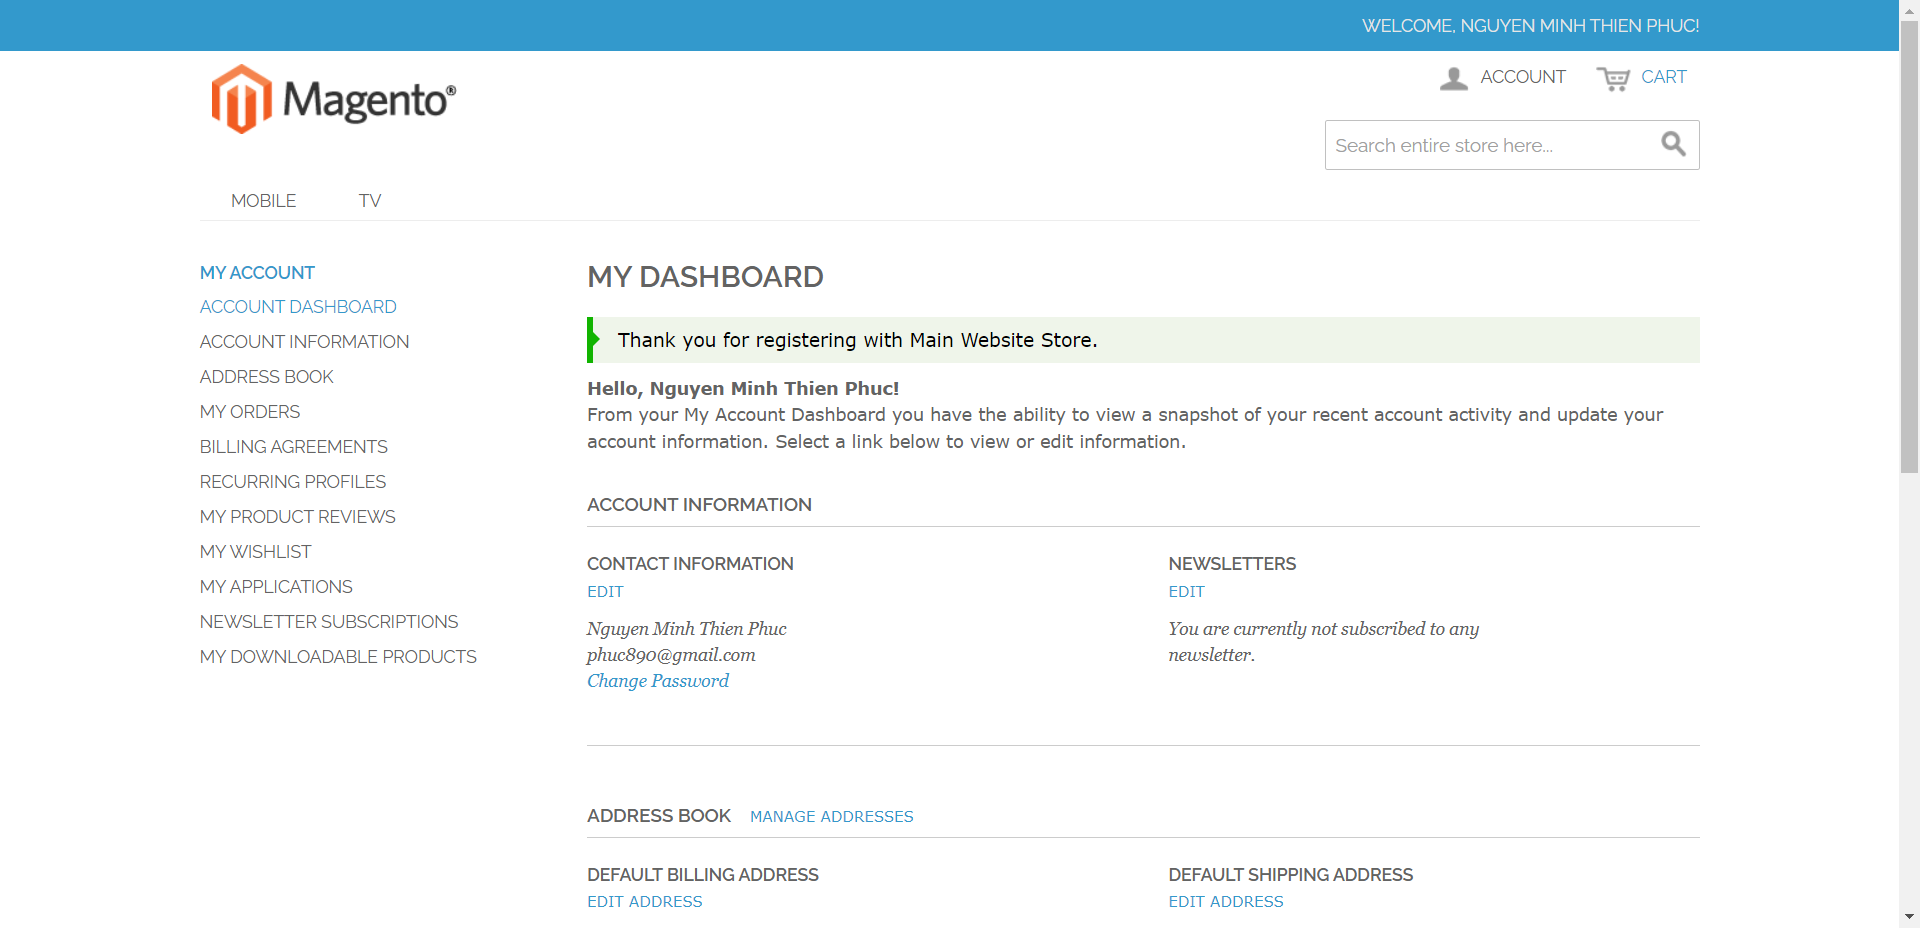 WELCOME, NGUYEN MINH THIEN PHUC!
Magento®
ACCOUNT
CART
Search entire store here...
MOBILE
TV
MY ACCOUNT
ACCOUNT DASHBOARD
ACCOUNT INFORMATION
ADDRESS BOOK
MY ORDERS
BILLING AGREEMENTS
RECURRING PROFILES
MY PRODUCT REVIEWS
MY WISHLIST
MY APPLICATIONS
NEWSLETTER SUBSCRIPTIONS
MY DOWNLOADABLE PRODUCTS
MY DASHBOARD
Thank you for registering with Main Website Store.
Hello, Nguyen Minh Thien Phuc!
From your My Account Dashboard you have the ability to view a snapshot of your recent account activity and update your
account information. Select a link below to view or edit information.
ACCOUNT INFORMATION
CONTACT INFORMATION
EDIT
Nguyen Minh Thien Phuc
phuc890@gmail.com
Change Password
NEWSLETTERS
EDIT
You are currently not subscribed to any
newsletter.
ADDRESS BOOK MANAGE ADDRESSES
DEFAULT BILLING ADDRESS
EDIT ADDRESS
DEFAULT SHIPPING ADDRESS
EDIT ADDRESS